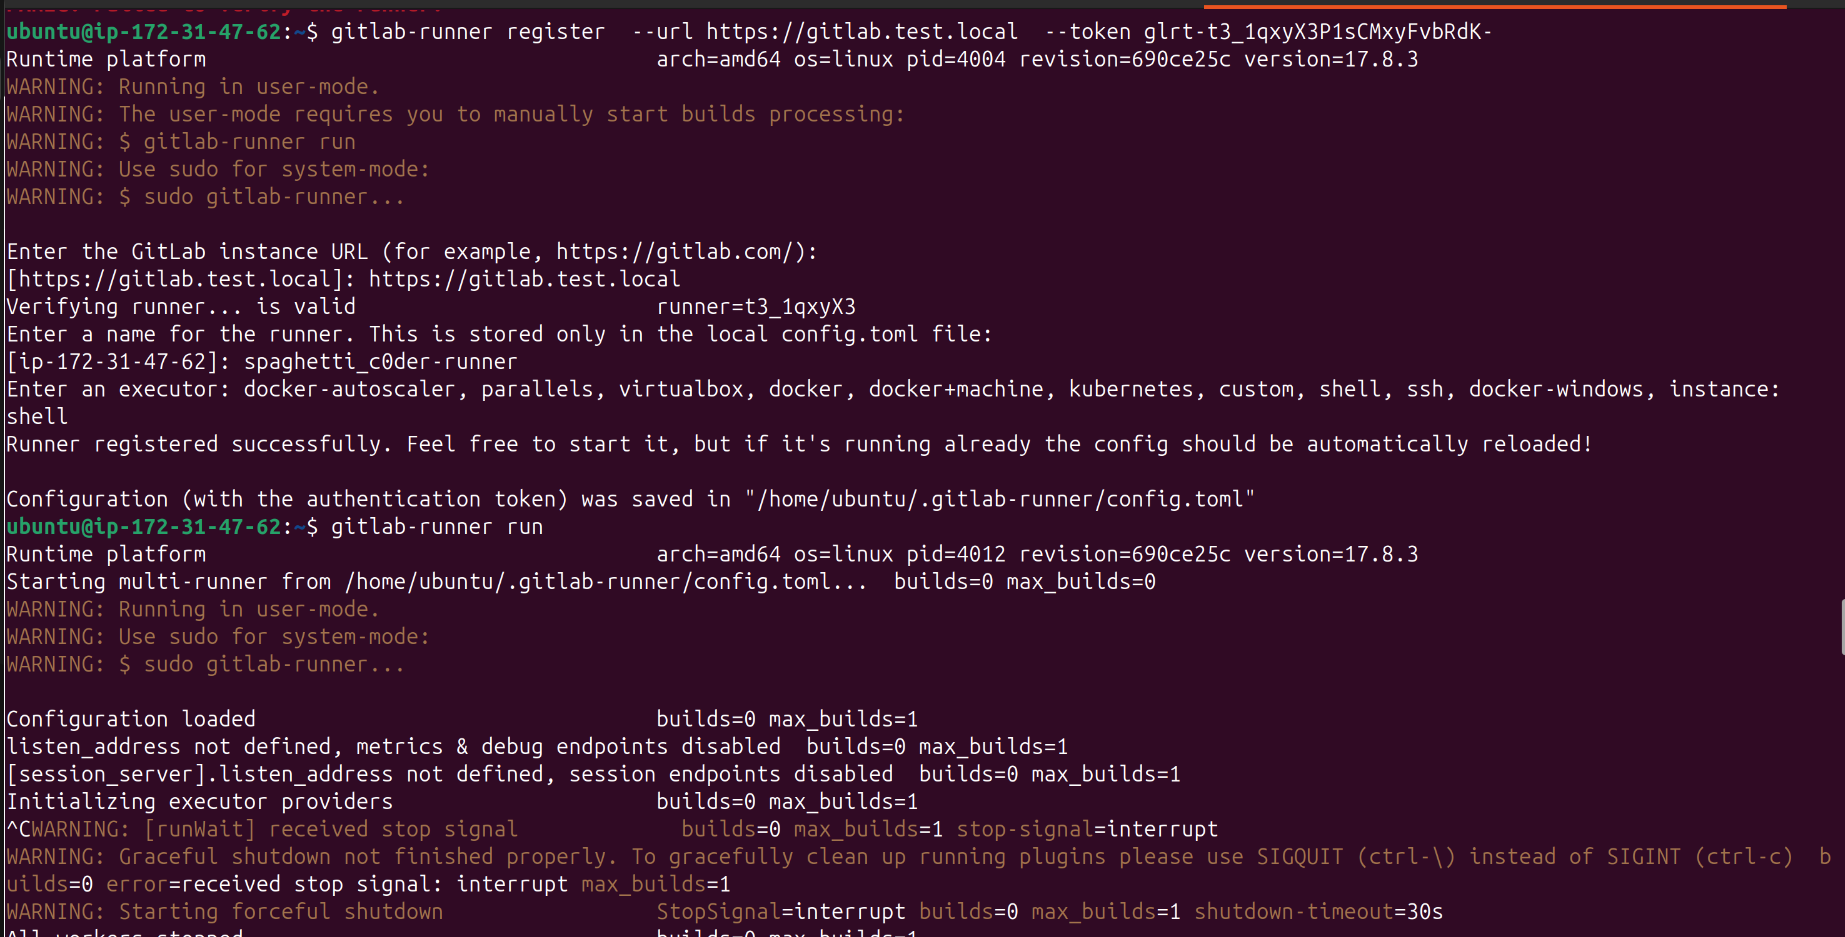 ubuntu@ip-172-31-47-62:~$ gitlab-runner register  --url https://gitlab.test.local  --token glrt-t3_1qxyX3P1sCMxyFvbRdK-
Runtime platform                                    arch=amd64 os=linux pid=4004 revision=690ce25c version=17.8.3
WARNING: Running in user-mode.
WARNING: The user-mode requires you to manually start builds processing:
WARNING: $ gitlab-runner run
WARNING: Use sudo for system-mode:
WARNING: $ sudo gitlab-runner...
Enter the GitLab instance URL (for example, https://gitlab.com/):
[https://gitlab.test.local]: https://gitlab.test.local
Verifying runner... is valid                        runner=t3_1qxyX3
Enter a name for the runner. This is stored only in the local config.toml file:
[ip-172-31-47-62]: spaghetti_c0der-runner
Enter an executor: docker-autoscaler, parallels, virtualbox, docker, docker+machine, kubernetes, custom, shell, ssh, docker-windows, instance:
shell
Runner registered successfully. Feel free to start it, but if it's running already the config should be automatically reloaded!
Configuration (with the authentication token) was saved in "/home/ubuntu/.gitlab-runner/config.toml"
ubuntu@ip-172-31-47-62:~$ gitlab-runner run
Runtime platform                                    arch=amd64 os=linux pid=4012 revision=690ce25c version=17.8.3
Starting multi-runner from /home/ubuntu/.gitlab-runner/config.toml...  builds=0 max_builds=0
WARNING: Running in user-mode.
WARNING: Use sudo for system-mode:
WARNING: $ sudo gitlab-runner...
Configuration loaded                                builds=0 max_builds=1
listen_address not defined, metrics & debug endpoints disabled  builds=0 max_builds=1
[session_server].listen_address not defined, session endpoints disabled  builds=0 max_builds=1
Initializing executor providers                     builds=0 max_builds=1
^CWARNING: [runWait] received stop signal             builds=0 max_builds=1 stop-signal=interrupt
WARNING: Graceful shutdown not finished properly. To gracefully clean up running plugins please use SIGQUIT (ctrl-\) instead of SIGINT (ctrl-c)  b
uilds=0 error=received stop signal: interrupt max_builds=1
WARNING: Starting forceful shutdown                 StopSignal=interrupt builds=0 max_builds=1 shutdown-timeout=30s
All workers stopped                                 builds=0 max_builds=1